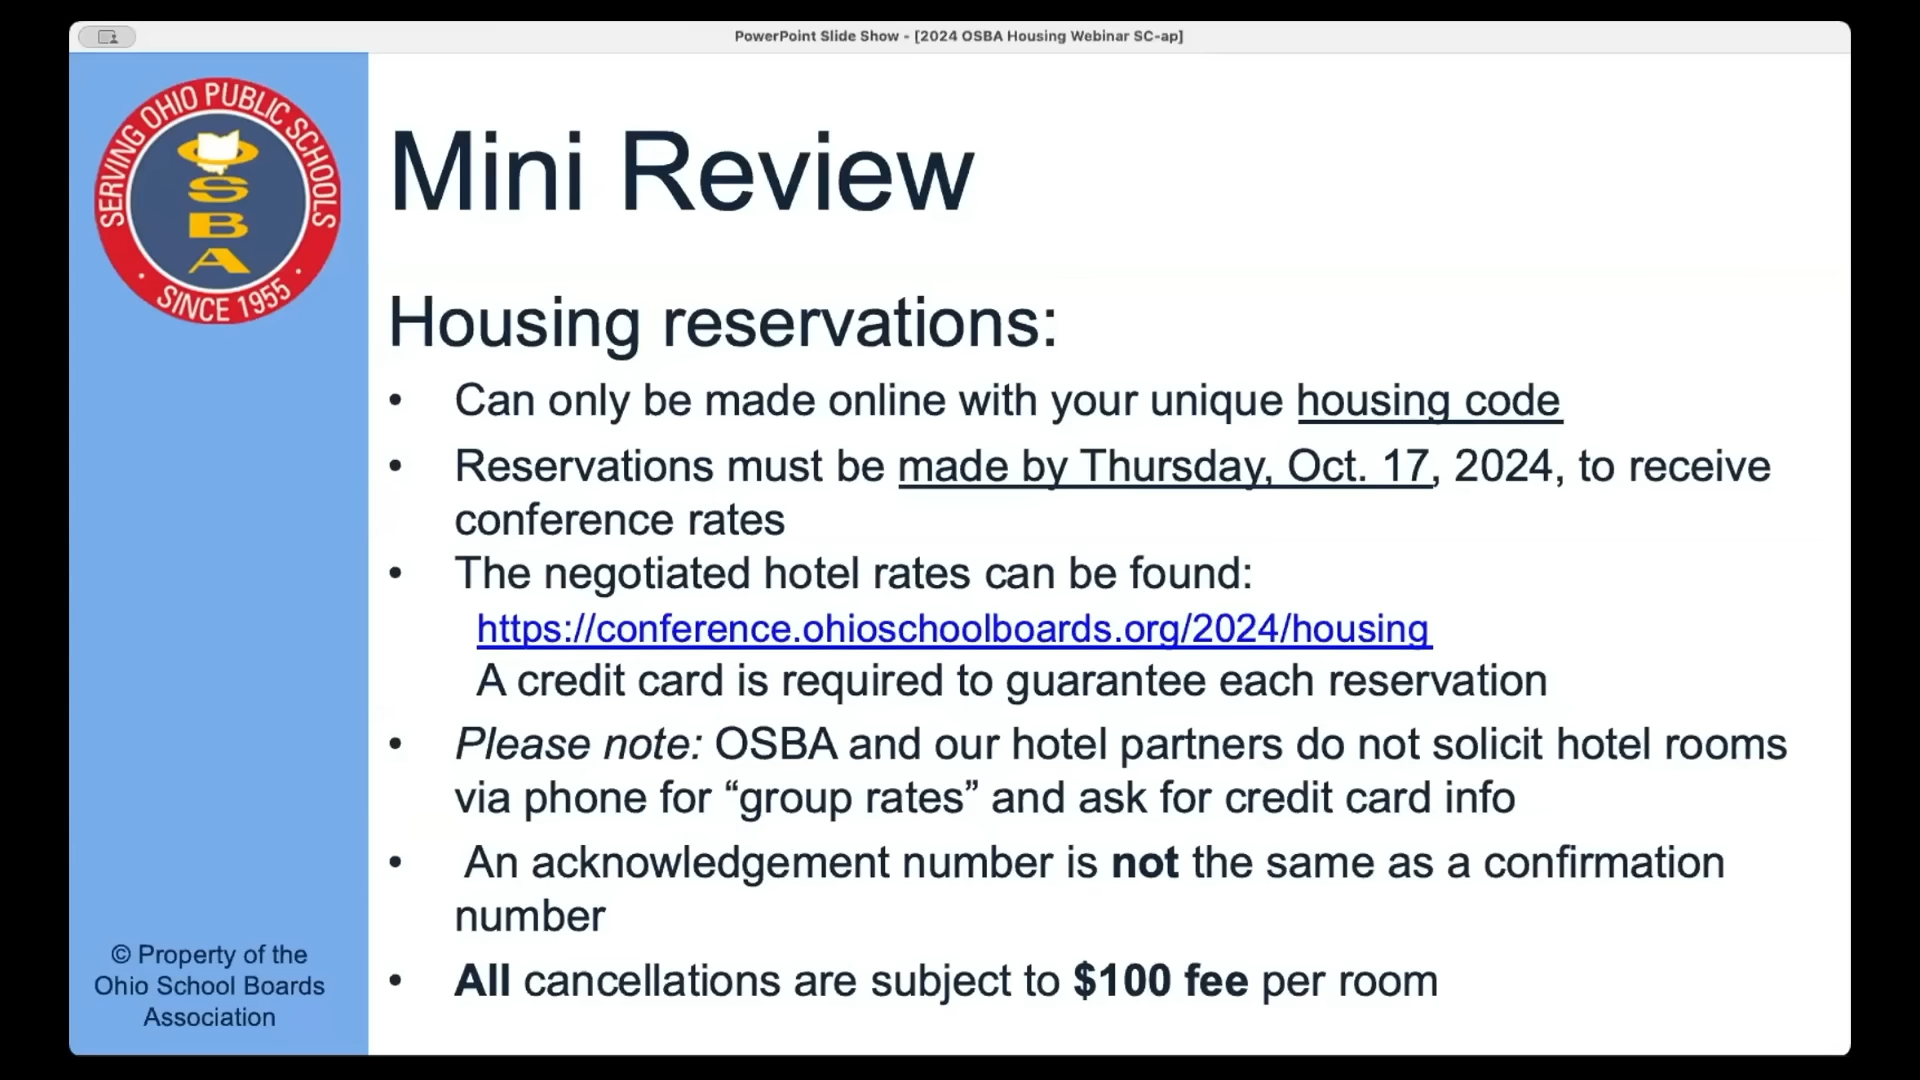 PowerPoint Slide Show - [2024 OSBA Housing Webinar SC-ap]
SERVING OHIO PUBLIC SCHOOLS
OSBA
SINCE 1955
Mini Review
Housing reservations:
• Can only be made online with your unique housing code
• Reservations must be made by Thursday, Oct. 17, 2024, to receive
conference rates
• The negotiated hotel rates can be found:
https://conference.ohioschoolboards.org/2024/housing
A credit card is required to guarantee each reservation
• Please note: OSBA and our hotel partners do not solicit hotel rooms
via phone for “group rates” and ask for credit card info
• An acknowledgement number is not the same as a confirmation
number
• All cancellations are subject to $100 fee per room
© Property of the
Ohio School Boards
Association